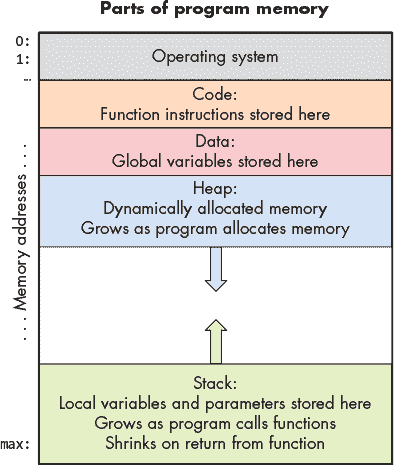 Parts of program memory
0:
1:
...
Operating system
Code:
Function instructions stored here
Data:
Global variables stored here
Heap:
Dynamically allocated memory
Grows as program allocates memory
. . . Memory addresses . . .
Stack:
Local variables and parameters stored here
Grows as program calls functions
max:
Shrinks on return from function